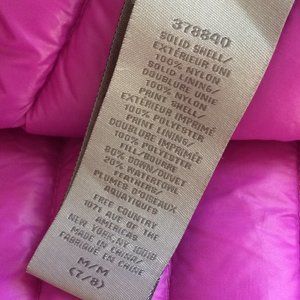 378840
SOLID SHELL/
EXTÉRIEUR UNI
100% NYLON
SOLID LINING/
DOUBLURE UNIE
100% NYLON
PRINT SHELL/
EXTÉRIEUR IMPRIMÉ
100% POLYESTER
PRINT LINING/
DOUBLURE IMPRIMÉE
100% POLYESTER
FILL/BOURRE
80% DOWN/DUVET
20% WATERFOWL
FEATHERS/
PLUMES D'OISEAUX
AQUATIQUES
FREE COUNTRY
1071 AVE OF THE
AMERICAS
NEW YORK, NY 10018
MADE IN CHINA/
FABRIQUÉ EN CHINE
M/M
(7/8)